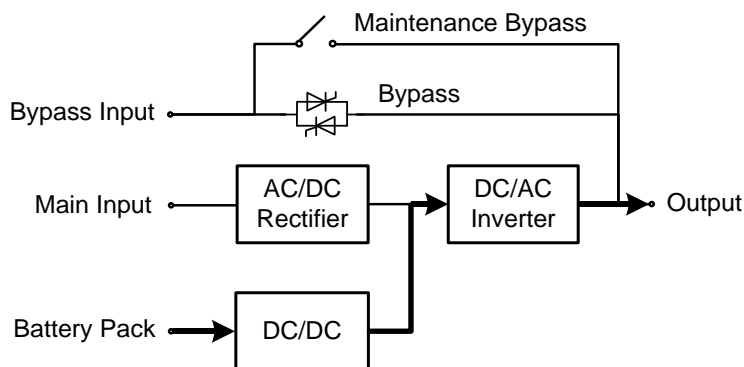 Maintenance Bypass
Bypass Input
Bypass
Main Input
AC/DC
Rectifier
DC/AC
Inverter
Output
Battery Pack
DC/DC